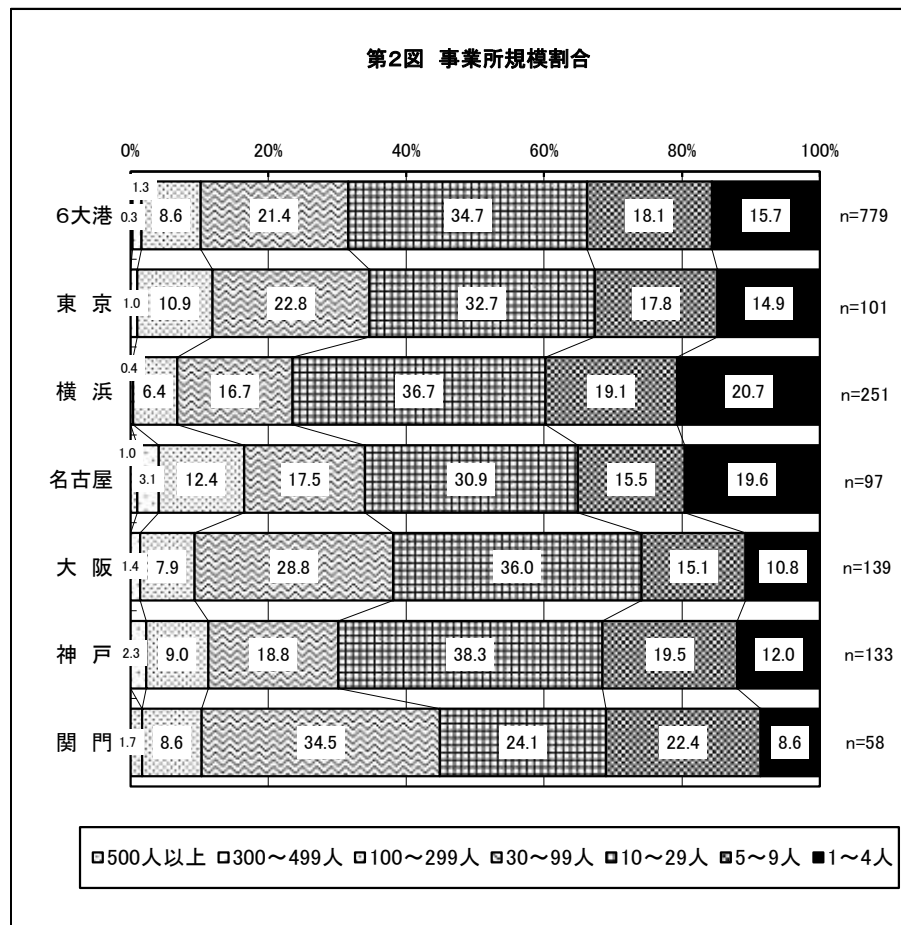 第2図 事業所規模割合
0% 20% 40% 60% 80% 100%
6大港 0.3 1.3 8.6 21.4 34.7 18.1 15.7 n=779
東 京 1.0 10.9 22.8 32.7 17.8 14.9 n=101
横 浜 0.4 6.4 16.7 36.7 19.1 20.7 n=251
名古屋 1.0 3.1 12.4 17.5 30.9 15.5 19.6 n=97
大 阪 1.4 7.9 28.8 36.0 15.1 10.8 n=139
神 戸 2.3 9.0 18.8 38.3 19.5 12.0 n=133
関 門 1.7 8.6 34.5 24.1 22.4 8.6 n=58
500人以上 300～499人 100～299人 30～99人 10～29人 5～9人 1～4人